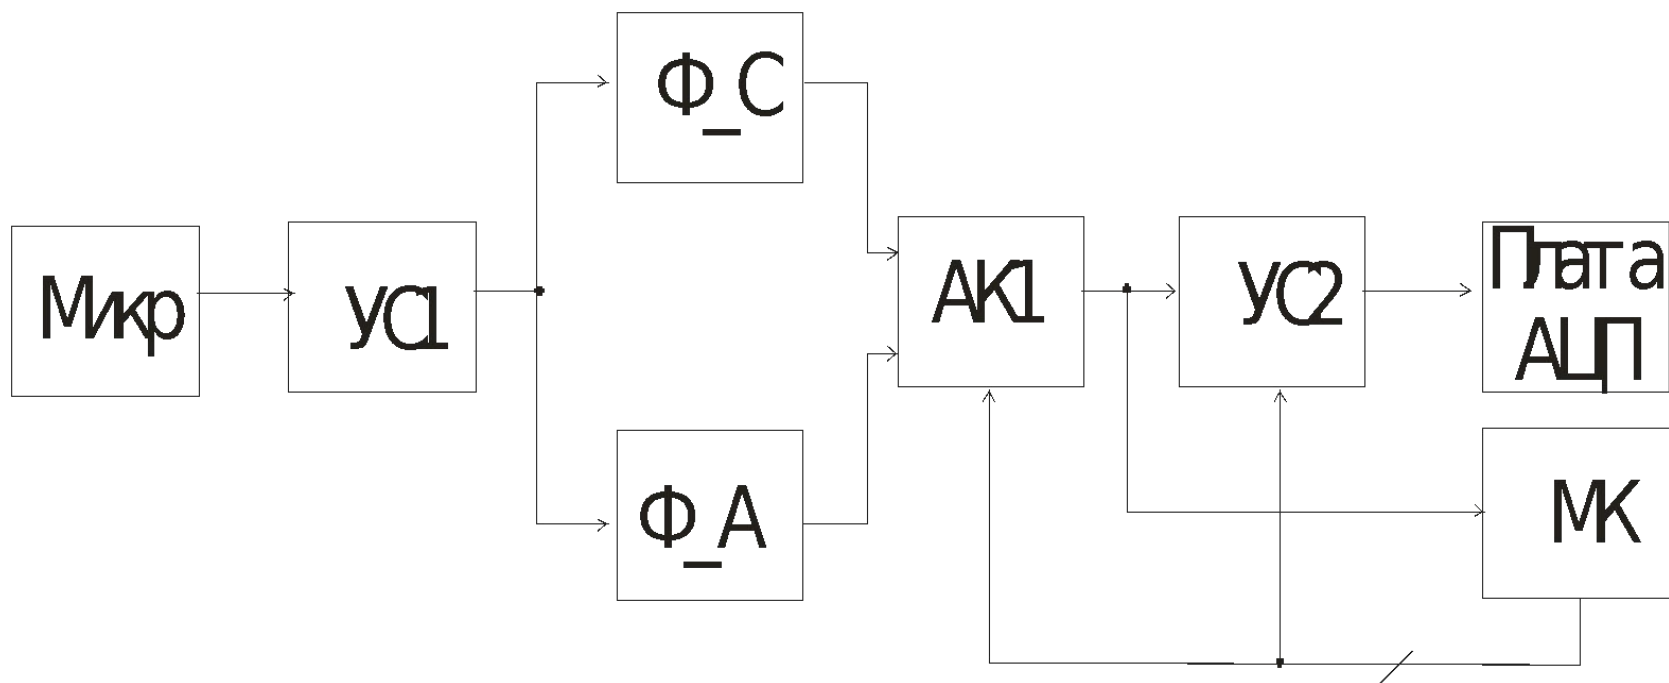 Ф_С
Микр
УС1
АК1
УС2
Плата
АЦП
Ф_А
МК